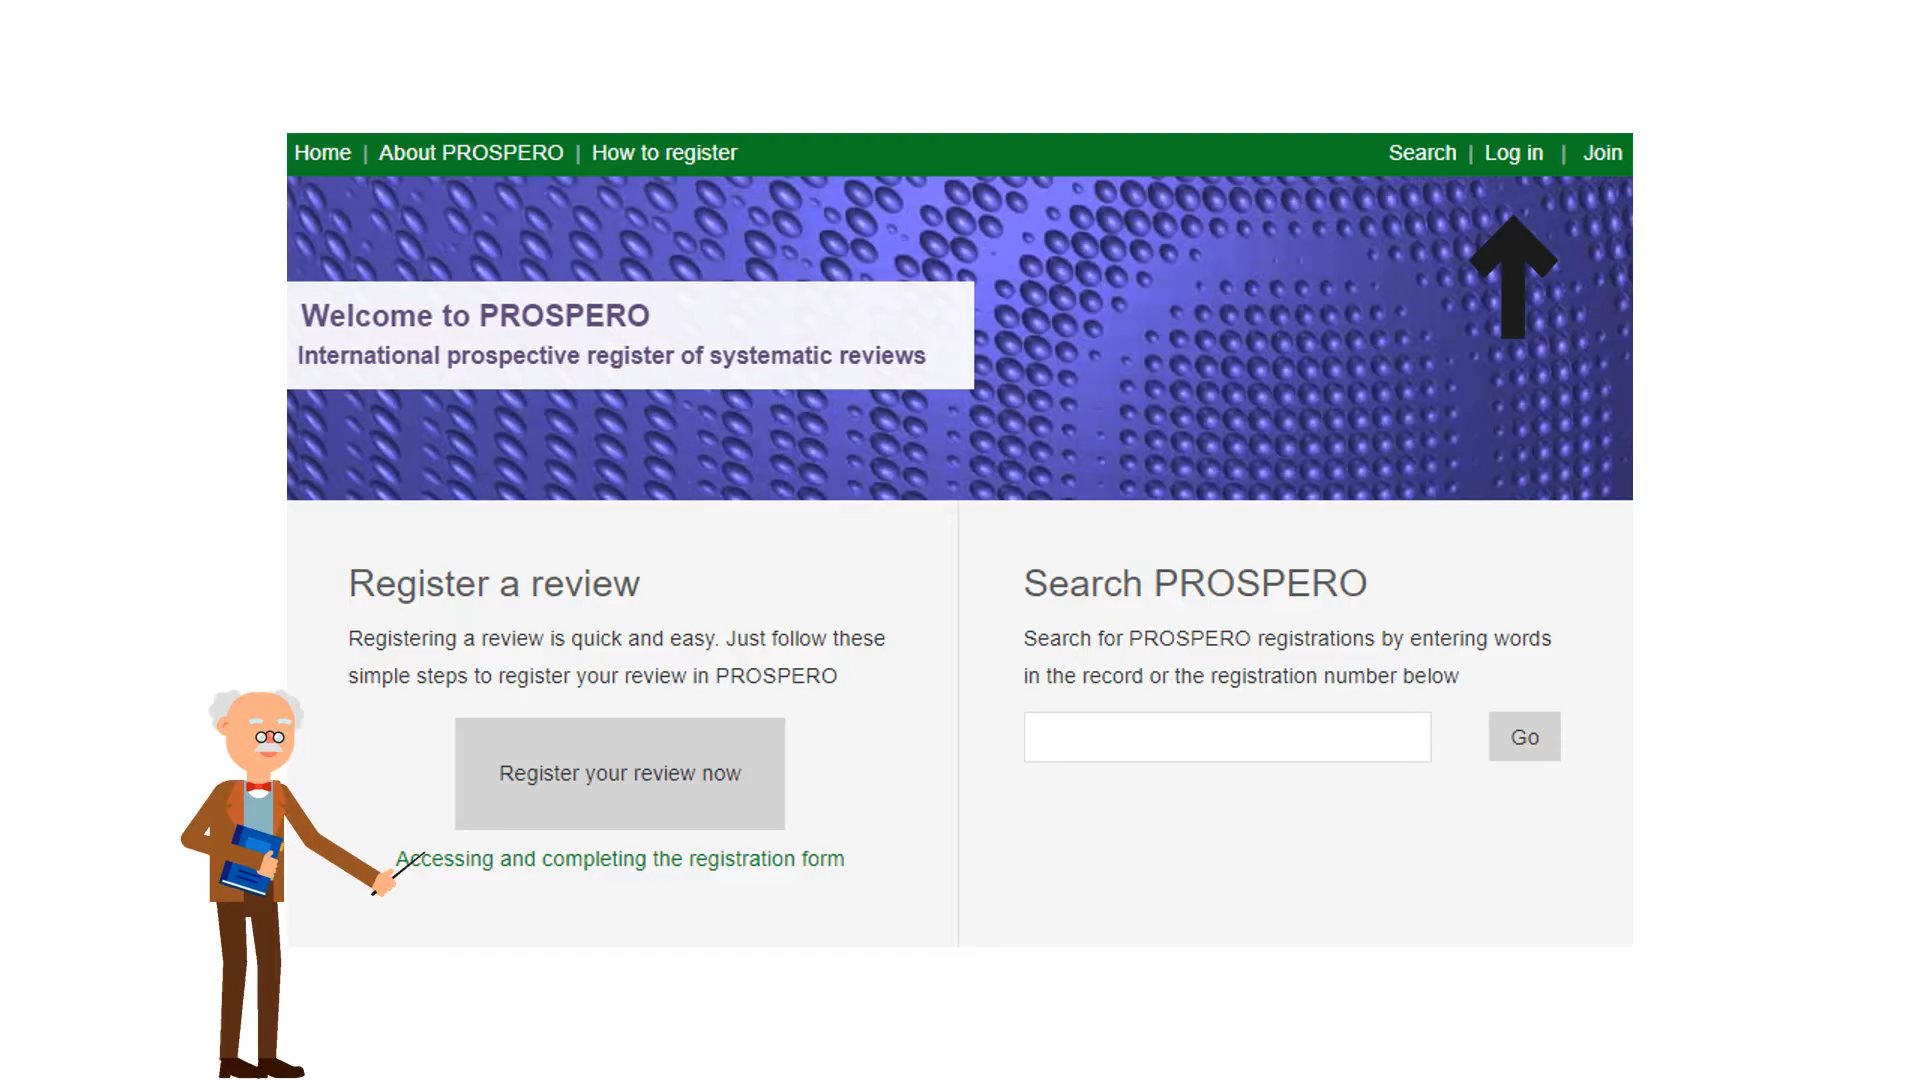 Home | About PROSPERO | How to register
Search | Log in | Join
Welcome to PROSPERO
International prospective register of systematic reviews
Register a review
Registering a review is quick and easy. Just follow these
simple steps to register your review in PROSPERO
Register your review now
Accessing and completing the registration form
Search PROSPERO
Search for PROSPERO registrations by entering words
in the record or the registration number below
Go